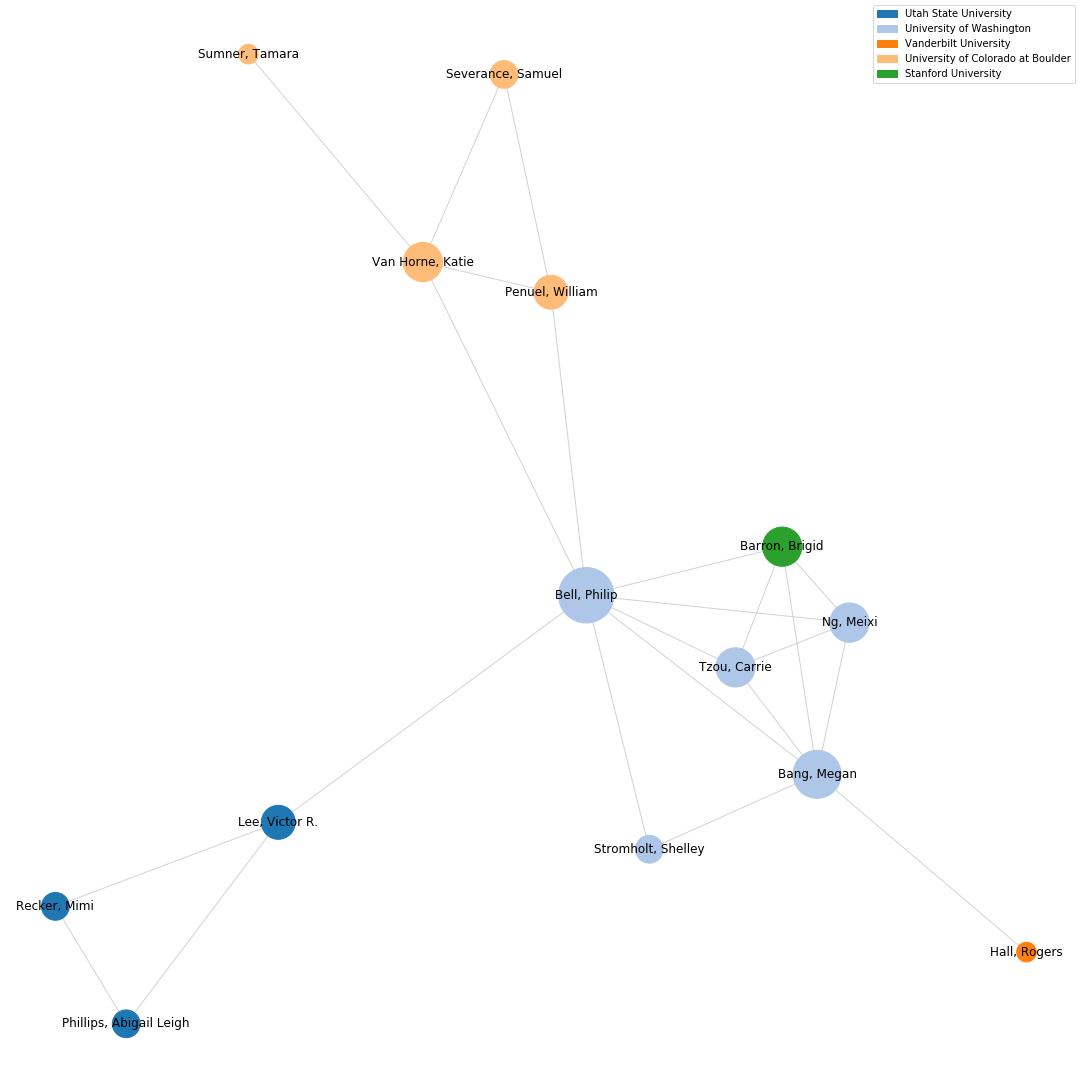 Utah State University
University of Washington
Vanderbilt University
University of Colorado at Boulder
Stanford University
Sumner, Tamara
Severance, Samuel
Van Horne, Katie
Penuel, William
Barron, Brigid
Bell, Philip
Ng, Meixi
Tzou, Carrie
Bang, Megan
Lee, Victor R.
Stromholt, Shelley
Recker, Mimi
Hall, Rogers
Phillips, Abigail Leigh